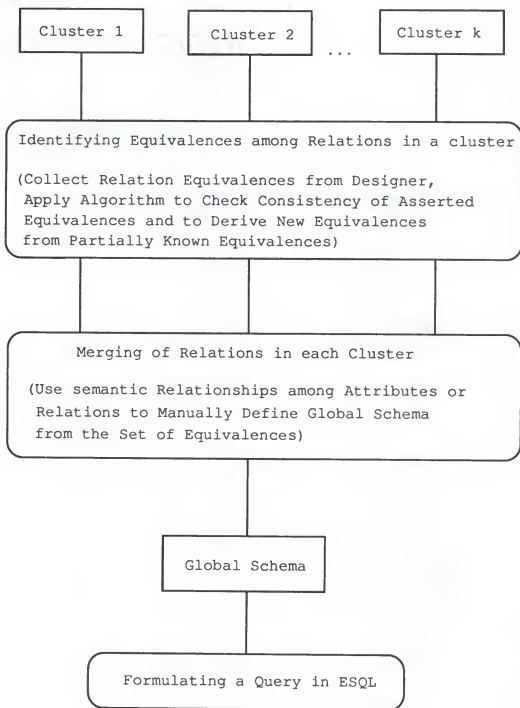 Cluster 1
Cluster 2
...
Cluster k
Identifying Equivalences among Relations in a cluster
(Collect Relation Equivalences from Designer,
Apply Algorithm to Check Consistency of Asserted
Equivalences and to Derive New Equivalences
from Partially Known Equivalences)
Merging of Relations in each Cluster
(Use semantic Relationships among Attributes or
Relations to Manually Define Global Schema
from the Set of Equivalences)
Global Schema
Formulating a Query in ESQL